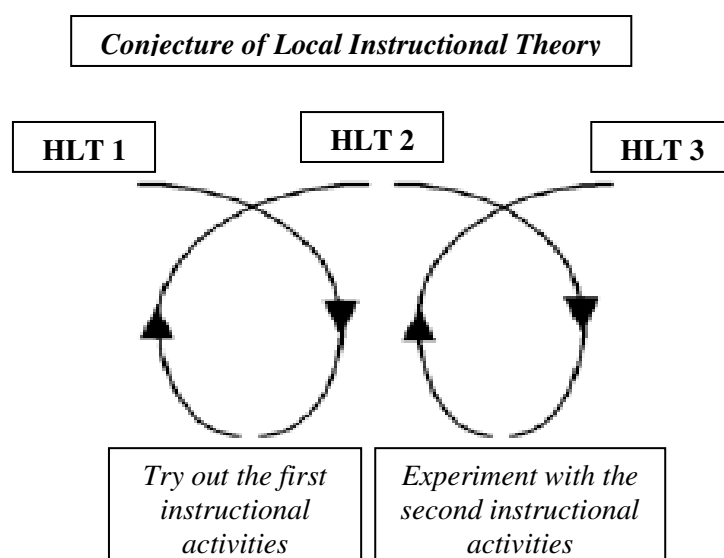 Conjecture of Local Instructional Theory
HLT 1
HLT 2
HLT 3
Try out the first
instructional
activities
Experiment with the
second instructional
activities